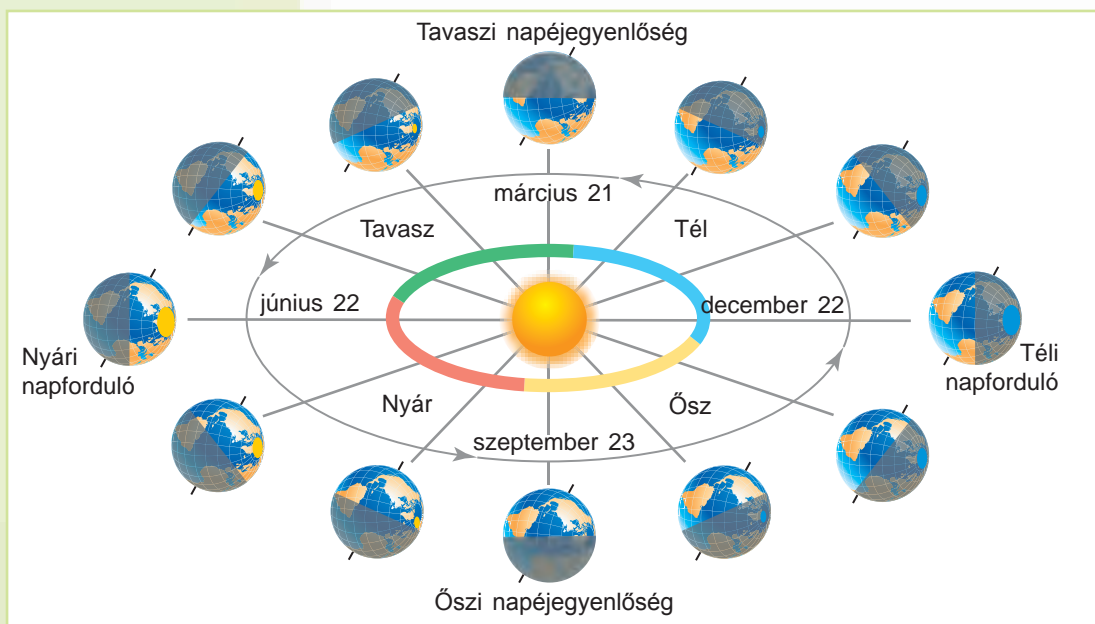 Tavaszi napéjegyenlőség
március 21
Tavasz
Tél
június 22
december 22
Nyári
napforduló
Téli
napforduló
Nyár
Ősz
szeptember 23
Őszi napéjegyenlőség